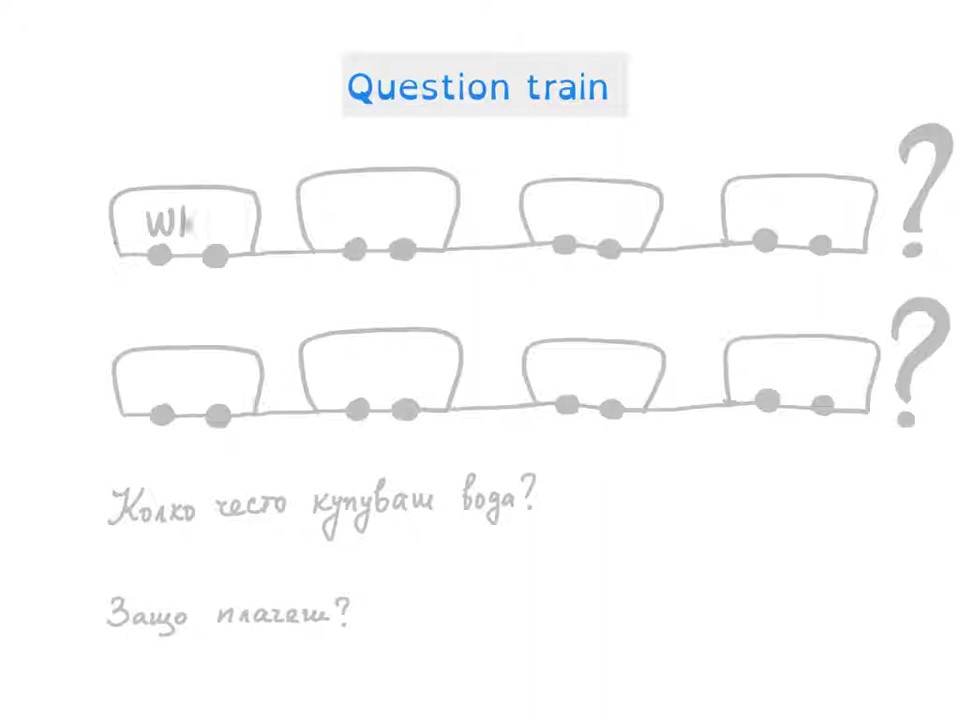 Question train
?
?
Колко често купуваш вода?
Защо плачеш?